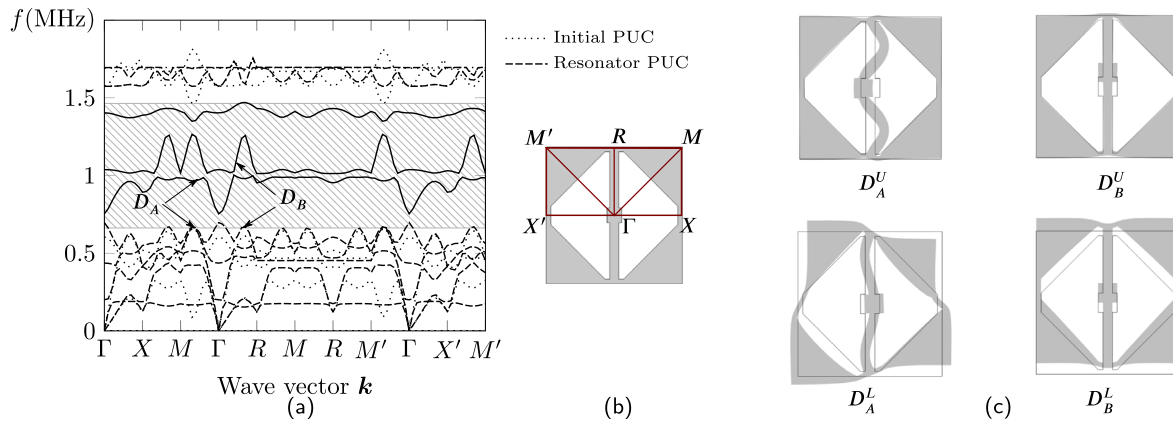 f(MHz)
1.5
1
0.5
0
Γ X M Γ R M R M′ Γ X′ M′
Wave vector k
(a)
D_A
D_B
Initial PUC
Resonator PUC
M′ R M
X′ Γ X
(b)
D_A^U
D_B^U
D_A^L
D_B^L
(c)